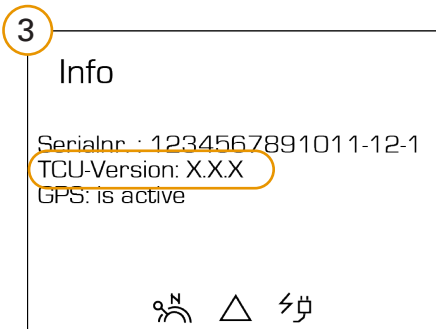 3
Info
Serialnr. : 1234567891011-12-1
TCU-Version: X.X.X
GPS: is active
N